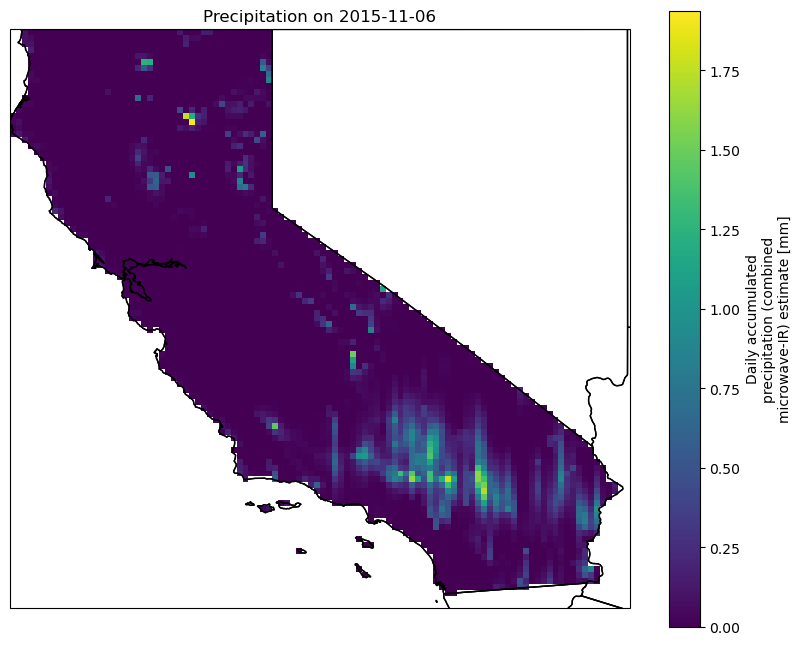 Precipitation on 2015-11-06
1.75
1.50
1.25
1.00
0.75
0.50
0.25
0.00
Daily accumulated
precipitation (combined
microwave-IR) estimate [mm]